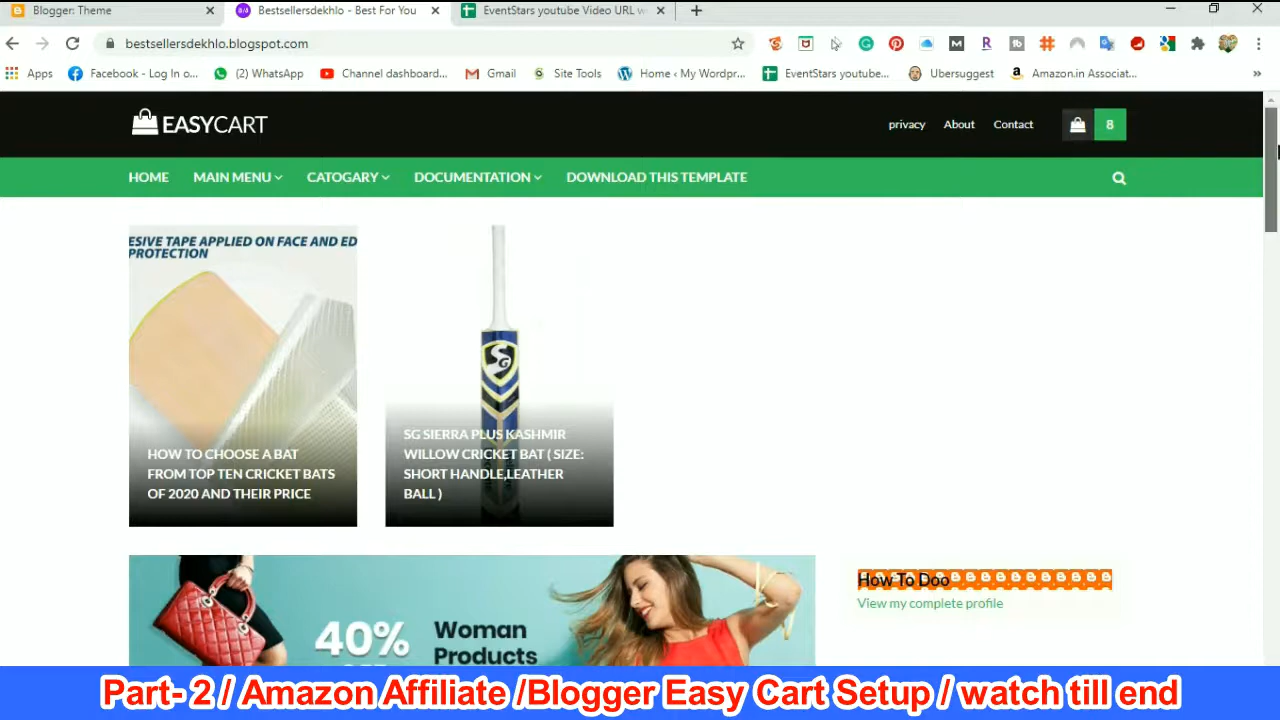 Blogger: Theme
Bestsellersdekhlo - Best For You
EventStars youtube Video URL w
bestsellersdekhlo.blogspot.com
Apps
Facebook - Log In o...
(2) WhatsApp
Channel dashboard...
Gmail
Site Tools
Home ‹ My Wordpr...
EventStars youtube...
Ubersuggest
Amazon.in Associat...
»
EASYCART
privacy
About
Contact
8
HOME
MAIN MENU
CATOGARY
DOCUMENTATION
DOWNLOAD THIS TEMPLATE
ESIVE TAPE APPLIED ON FACE AND ED
PROTECTION
HOW TO CHOOSE A BAT
FROM TOP TEN CRICKET BATS
OF 2020 AND THEIR PRICE
SG
SG SIERRA PLUS KASHMIR
WILLOW CRICKET BAT ( SIZE:
SHORT HANDLE,LEATHER
BALL )
40%
Woman
Products
How To Doo
View my complete profile
Part- 2 / Amazon Affiliate /Blogger Easy Cart Setup / watch till end